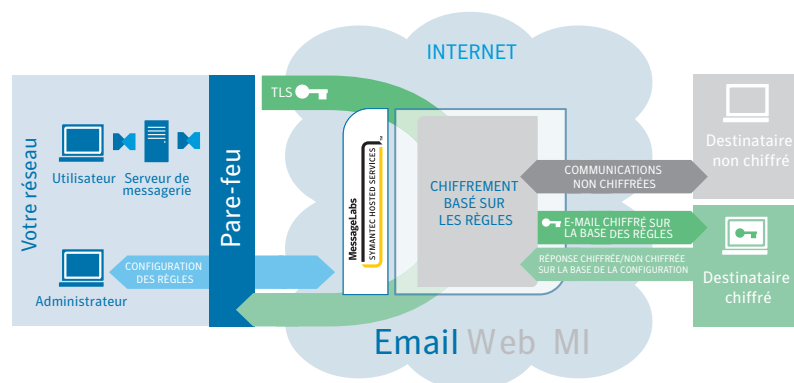 INTERNET
TLS
Votre réseau
Utilisateur
Serveur de
messagerie
Administrateur
CONFIGURATION
DES RÈGLES
Pare-feu
MessageLabs
SYMANTEC HOSTED SERVICES
CHIFFREMENT
BASÉ SUR
LES RÈGLES
COMMUNICATIONS
NON CHIFFRÉES
E-MAIL CHIFFRÉ SUR
LA BASE DES RÈGLES
RÉPONSE CHIFFRÉE/NON CHIFFRÉE
SUR LA BASE DE LA CONFIGURATION
Destinataire
non chiffré
Destinataire
chiffré
Email Web MI